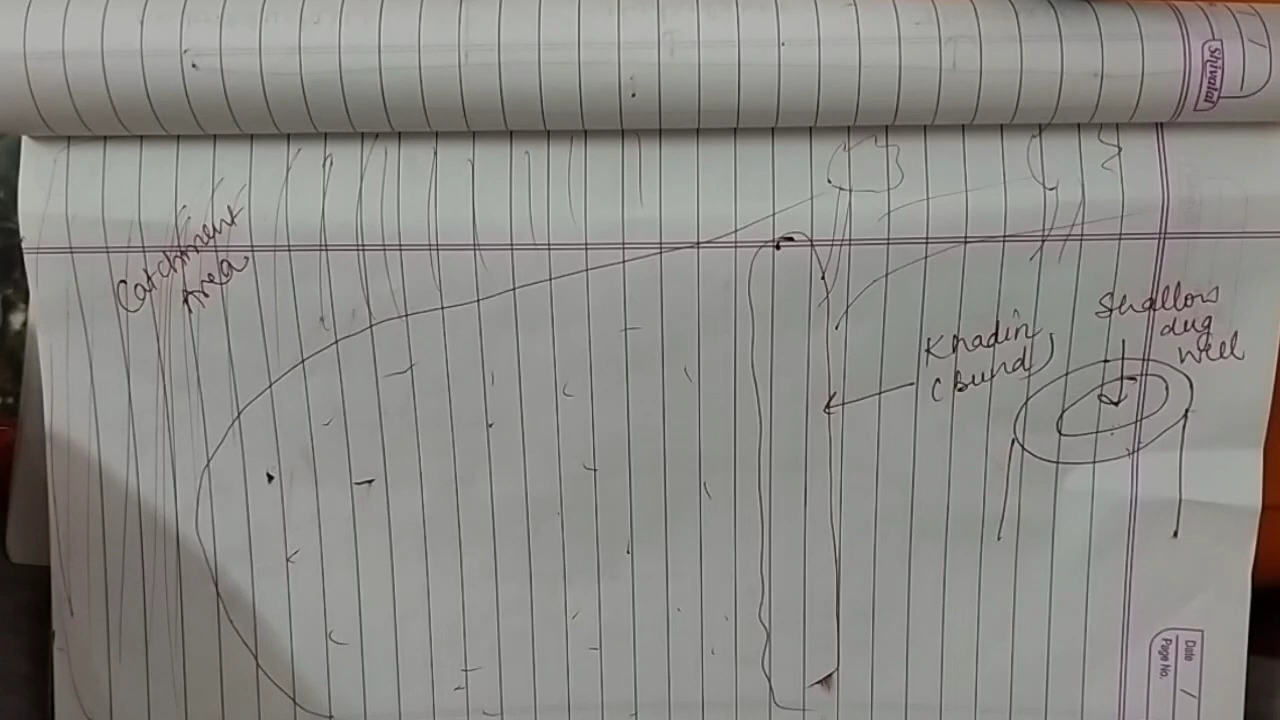 Shivalal
Catchment
Area
Khadin
(Bund)
Shallow
dug
well
Date
Page No.